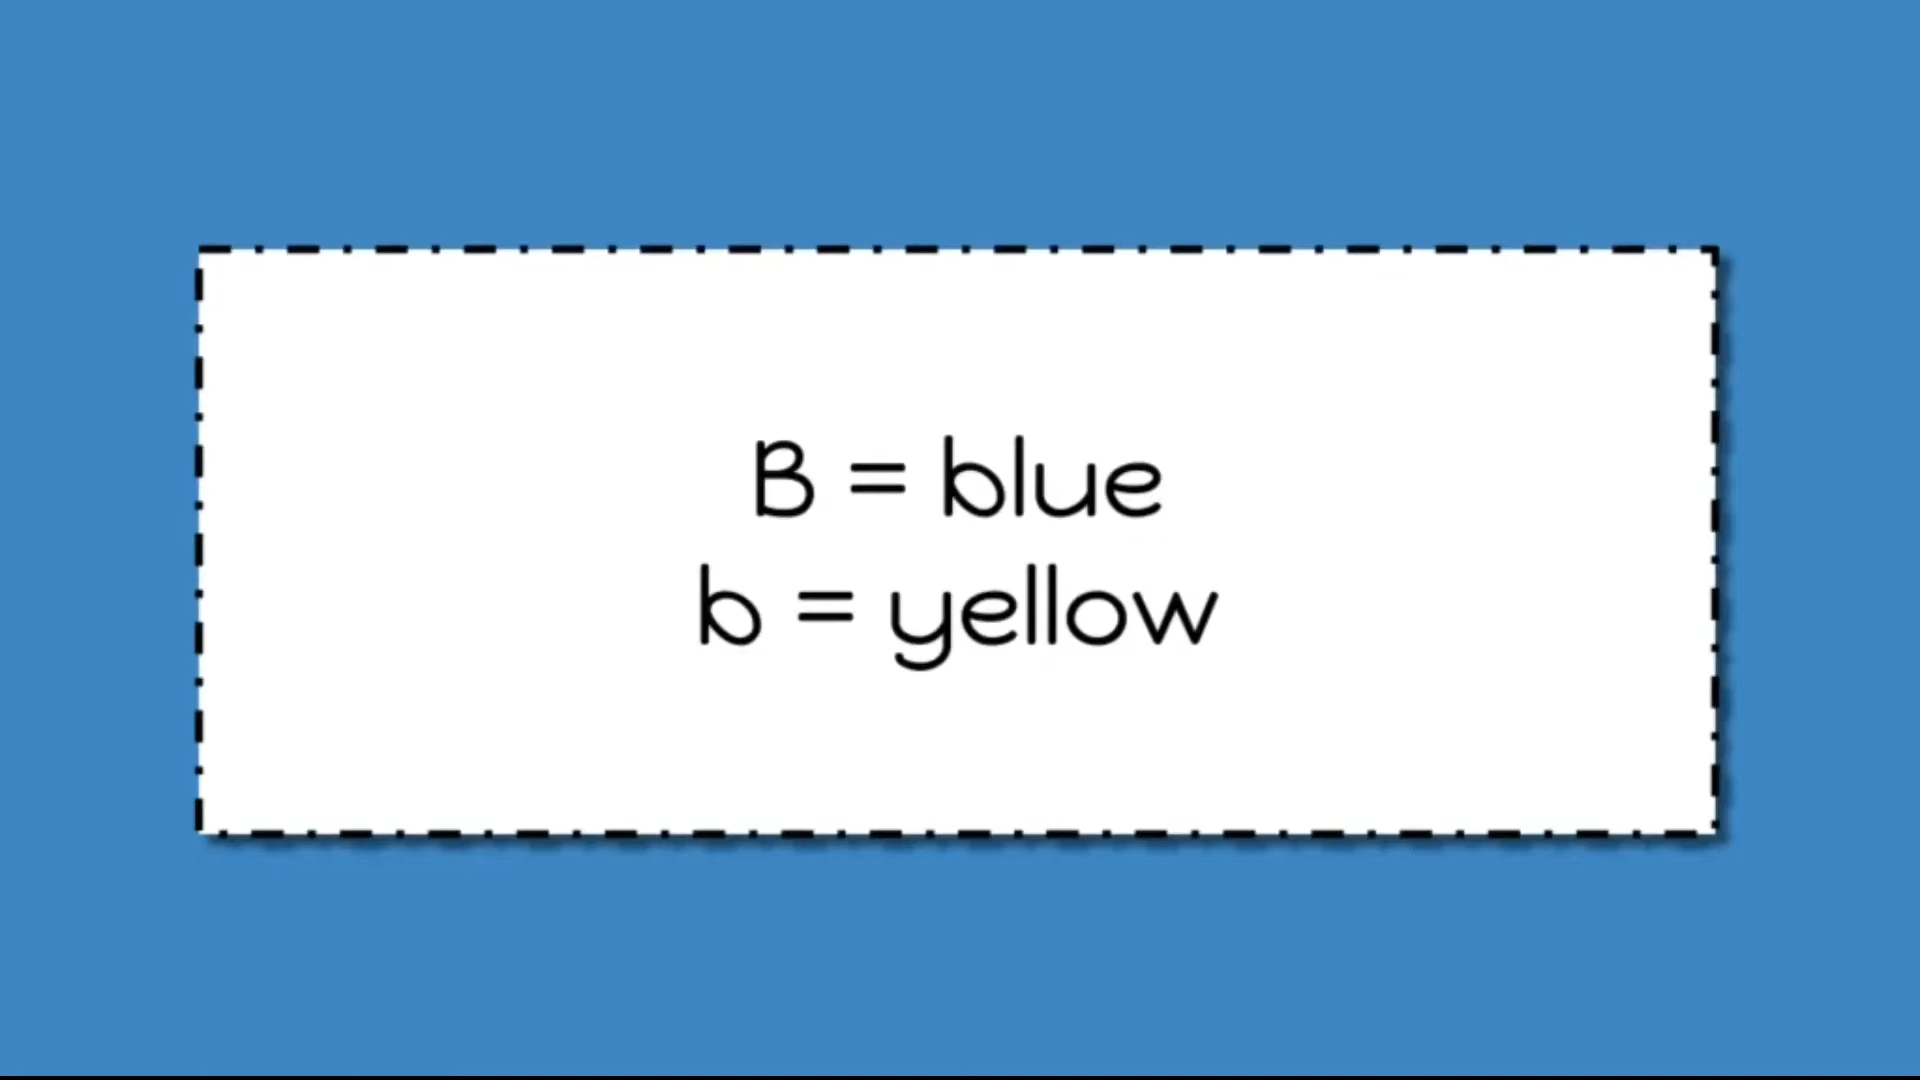 B = blue
b = yellow